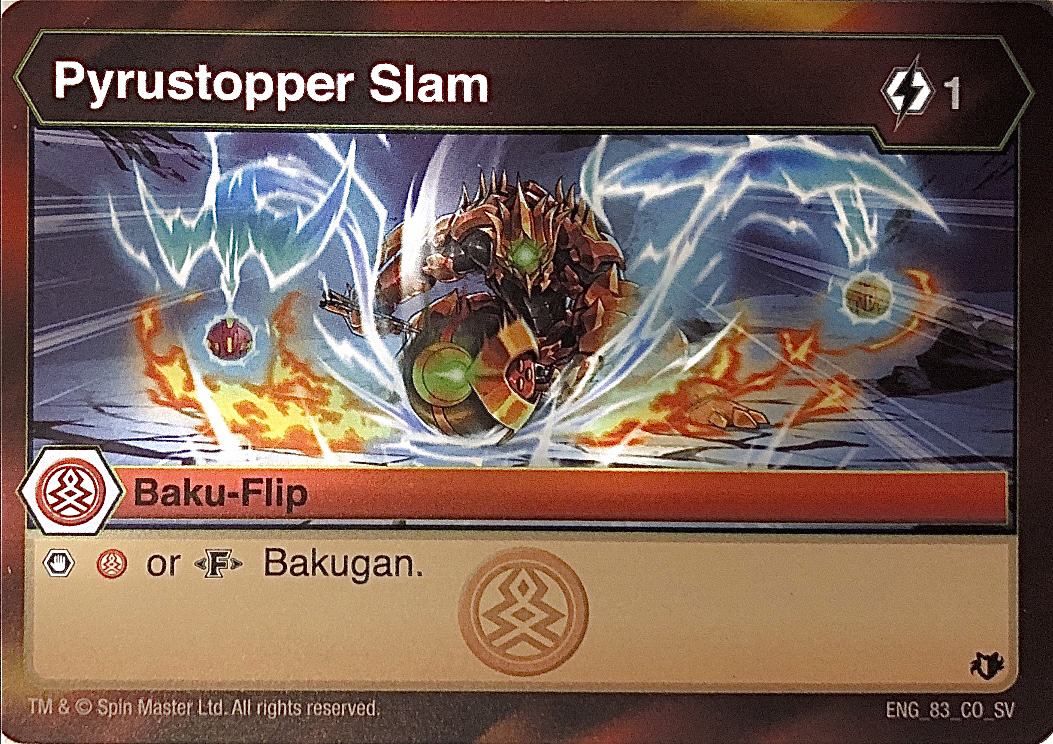 Pyrustopper Slam
1
Baku-Flip
or F Bakugan.
TM & © Spin Master Ltd. All rights reserved.
ENG_83_CO_SV